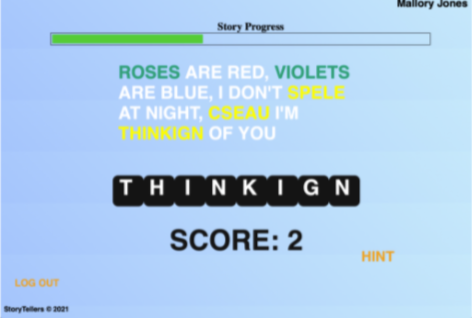 Mallory Jones
Story Progress
ROSES ARE RED, VIOLETS
ARE BLUE, I DON'T SPELE
AT NIGHT, CSEAU I'M
THINKIGN OF YOU
THINKIGN
SCORE: 2
HINT
LOG OUT
StoryTellers © 2021